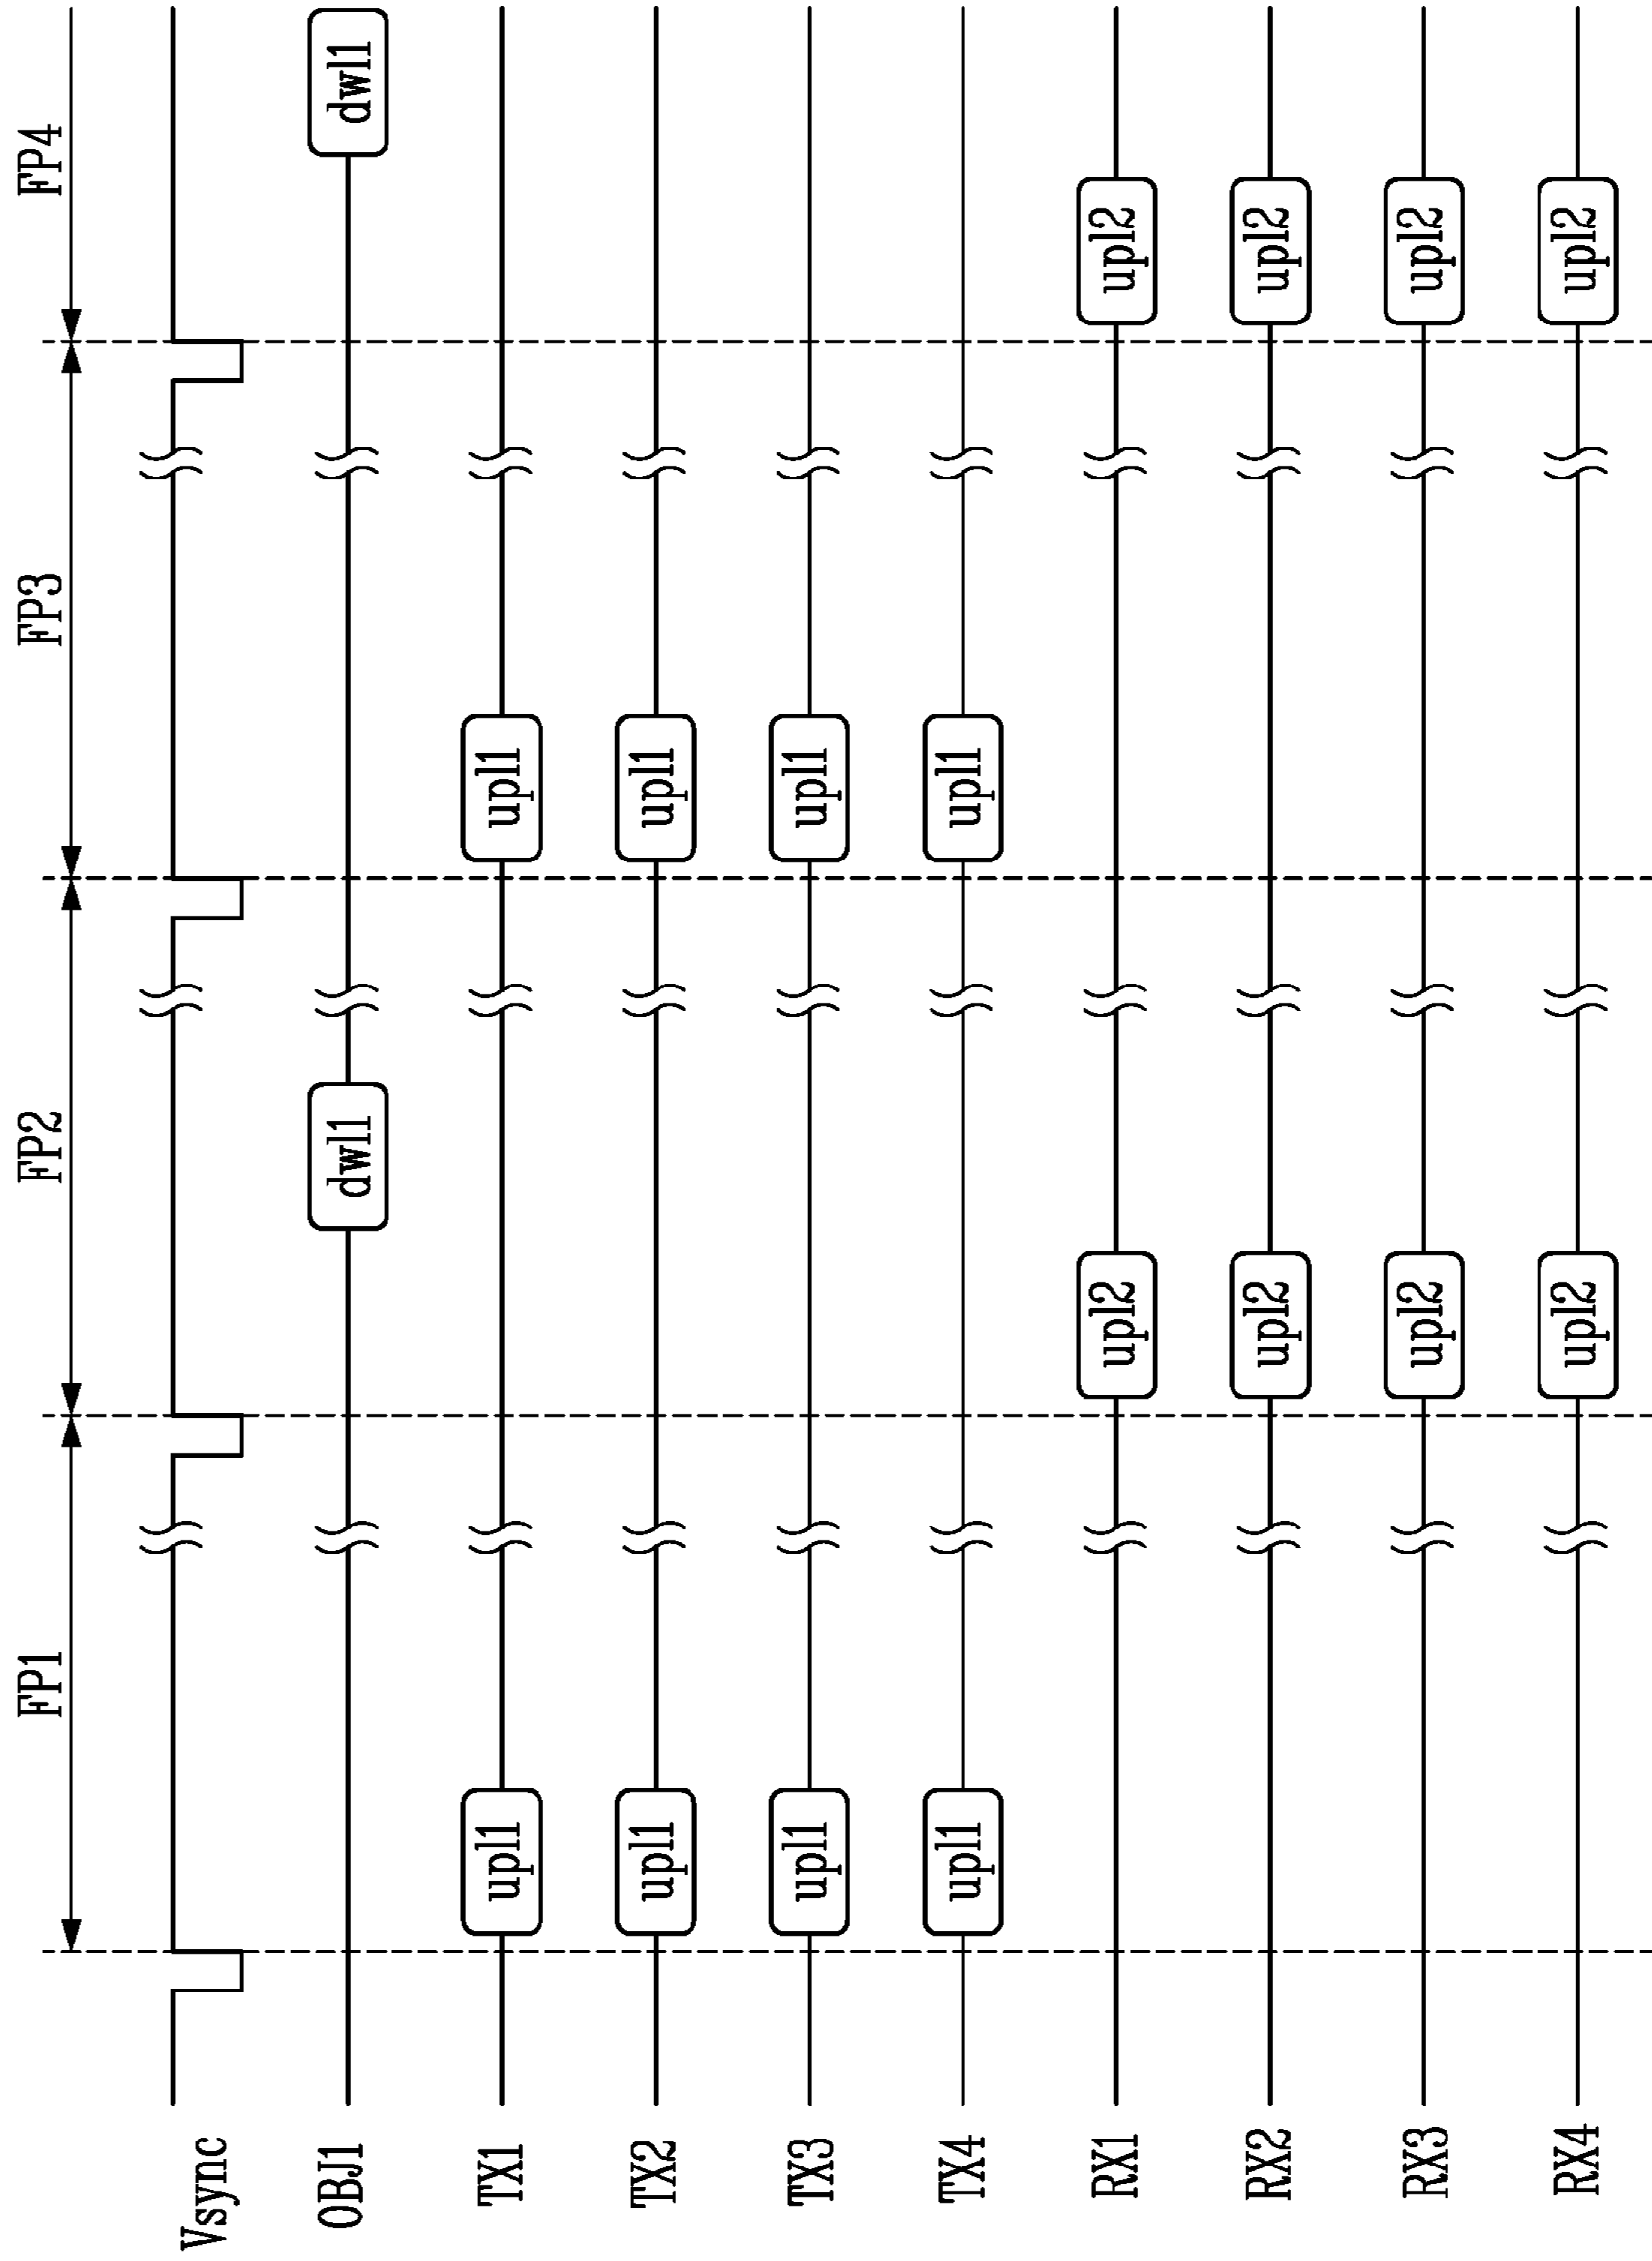 FP1 FP2 FP3 FP4
Vsync
OBJ1 dwl1 dwl1
TX1 upl1 upl1
TX2 upl1 upl1
TX3 upl1 upl1
TX4 upl1 upl1
RX1 upl2 upl2
RX2 upl2 upl2
RX3 upl2 upl2
RX4 upl2 upl2